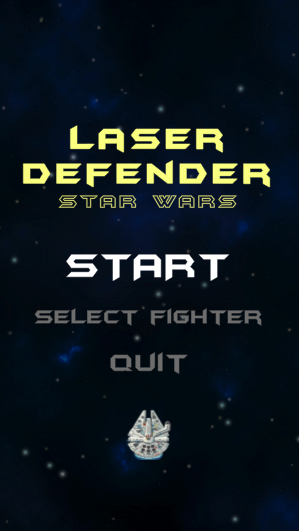 LASER
DEFENDER
STAR WARS
START
SELECT FIGHTER
QUIT